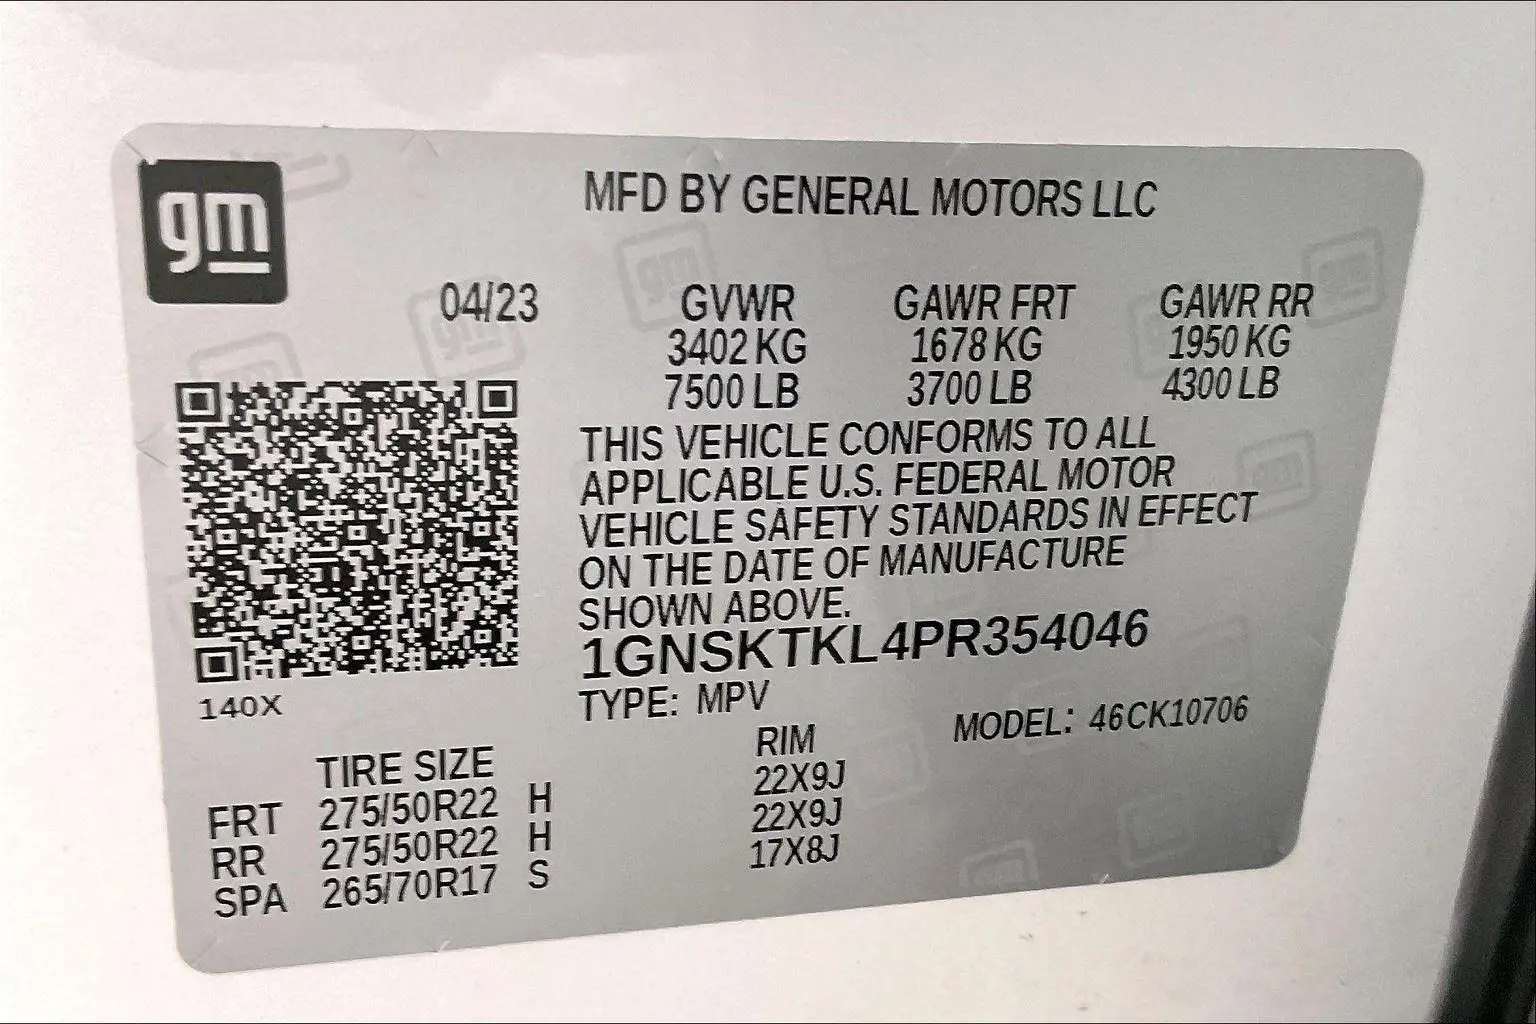 gm
MFD BY GENERAL MOTORS LLC
04/23 GVWR GAWR FRT GAWR RR
3402 KG 1678 KG 1950 KG
7500 LB 3700 LB 4300 LB
THIS VEHICLE CONFORMS TO ALL
APPLICABLE U.S. FEDERAL MOTOR
VEHICLE SAFETY STANDARDS IN EFFECT
ON THE DATE OF MANUFACTURE
SHOWN ABOVE.
1GNSKTKL4PR354046
140X
TYPE: MPV MODEL: 46CK10706
TIRE SIZE RIM
FRT 275/50R22 H 22X9J
RR 275/50R22 H 22X9J
SPA 265/70R17 S 17X8J